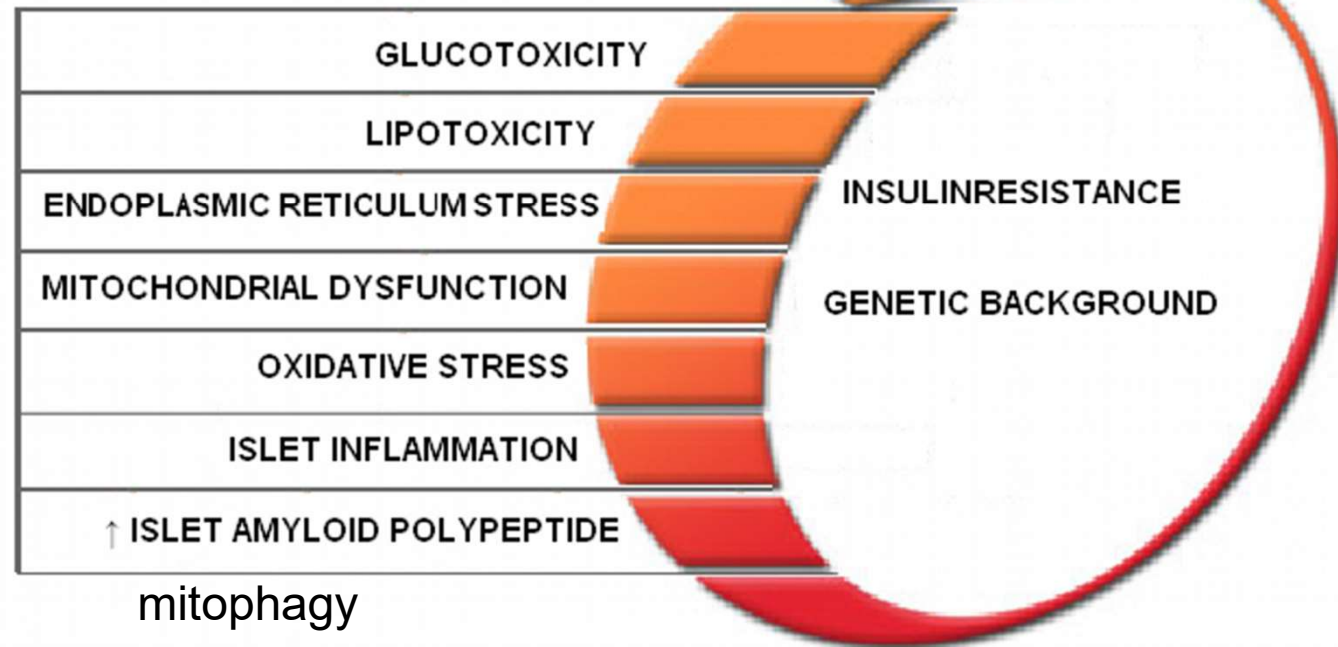 GLUCOTOXICITY
LIPOTOXICITY
ENDOPLASMIC RETICULUM STRESS
MITOCHONDRIAL DYSFUNCTION
OXIDATIVE STRESS
ISLET INFLAMMATION
↑ ISLET AMYLOID POLYPEPTIDE
mitophagy
INSULINRESISTANCE
GENETIC BACKGROUND